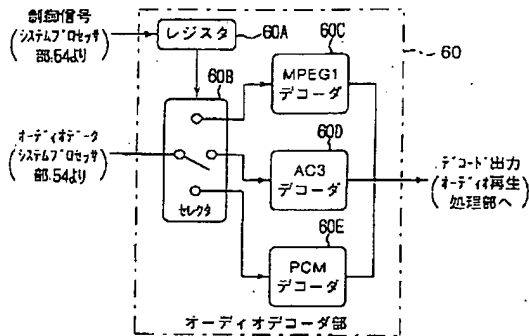 制御信号
(システムプロセッサ
部54より)
レジスタ
60A
60B
60C
MPEG1
デコーダ
60
オーディオデータ
(システムプロセッサ
部54より)
セレクタ
60D
AC3
デコーダ
デコード出力
(オーディオ再生
処理部へ)
60E
PCM
デコーダ
オーディオデコーダ部